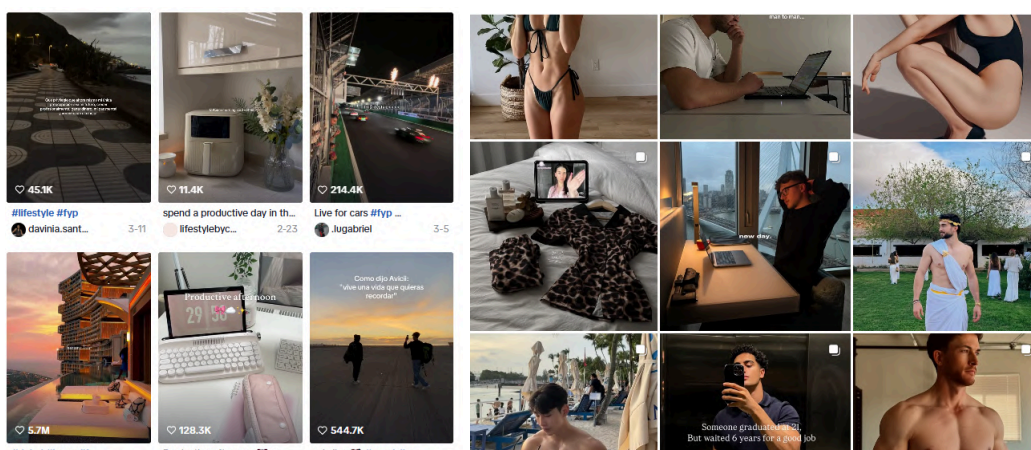 45.1K
11.4K
214.4K
#lifestyle #fyp
spend a productive day in th...
Live for cars #fyp ...
davinia.sant...
3-11
lifestylebyc...
2-23
.lugabriel
3-5
Productive afternoon
29
Como dijo Avicii:
"vive una vida que quieras
recordar"
5.7M
128.3K
544.7K
man to man...
new day.
Someone graduated at 21,
But waited 6 years for a good job